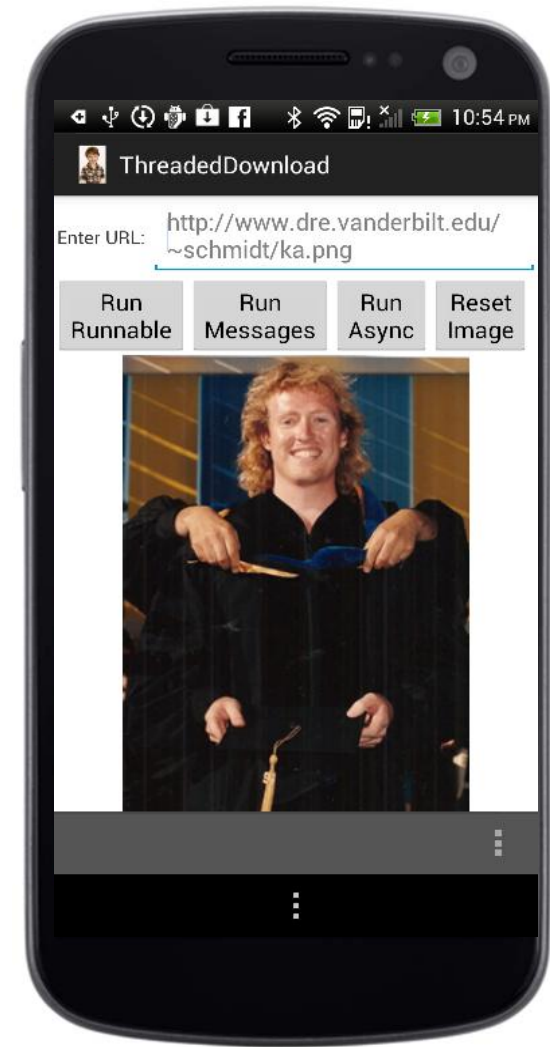 10:54 PM
ThreadedDownload
Enter URL:
http://www.dre.vanderbilt.edu/
~schmidt/ka.png
Run
Runnable
Run
Messages
Run
Async
Reset
Image